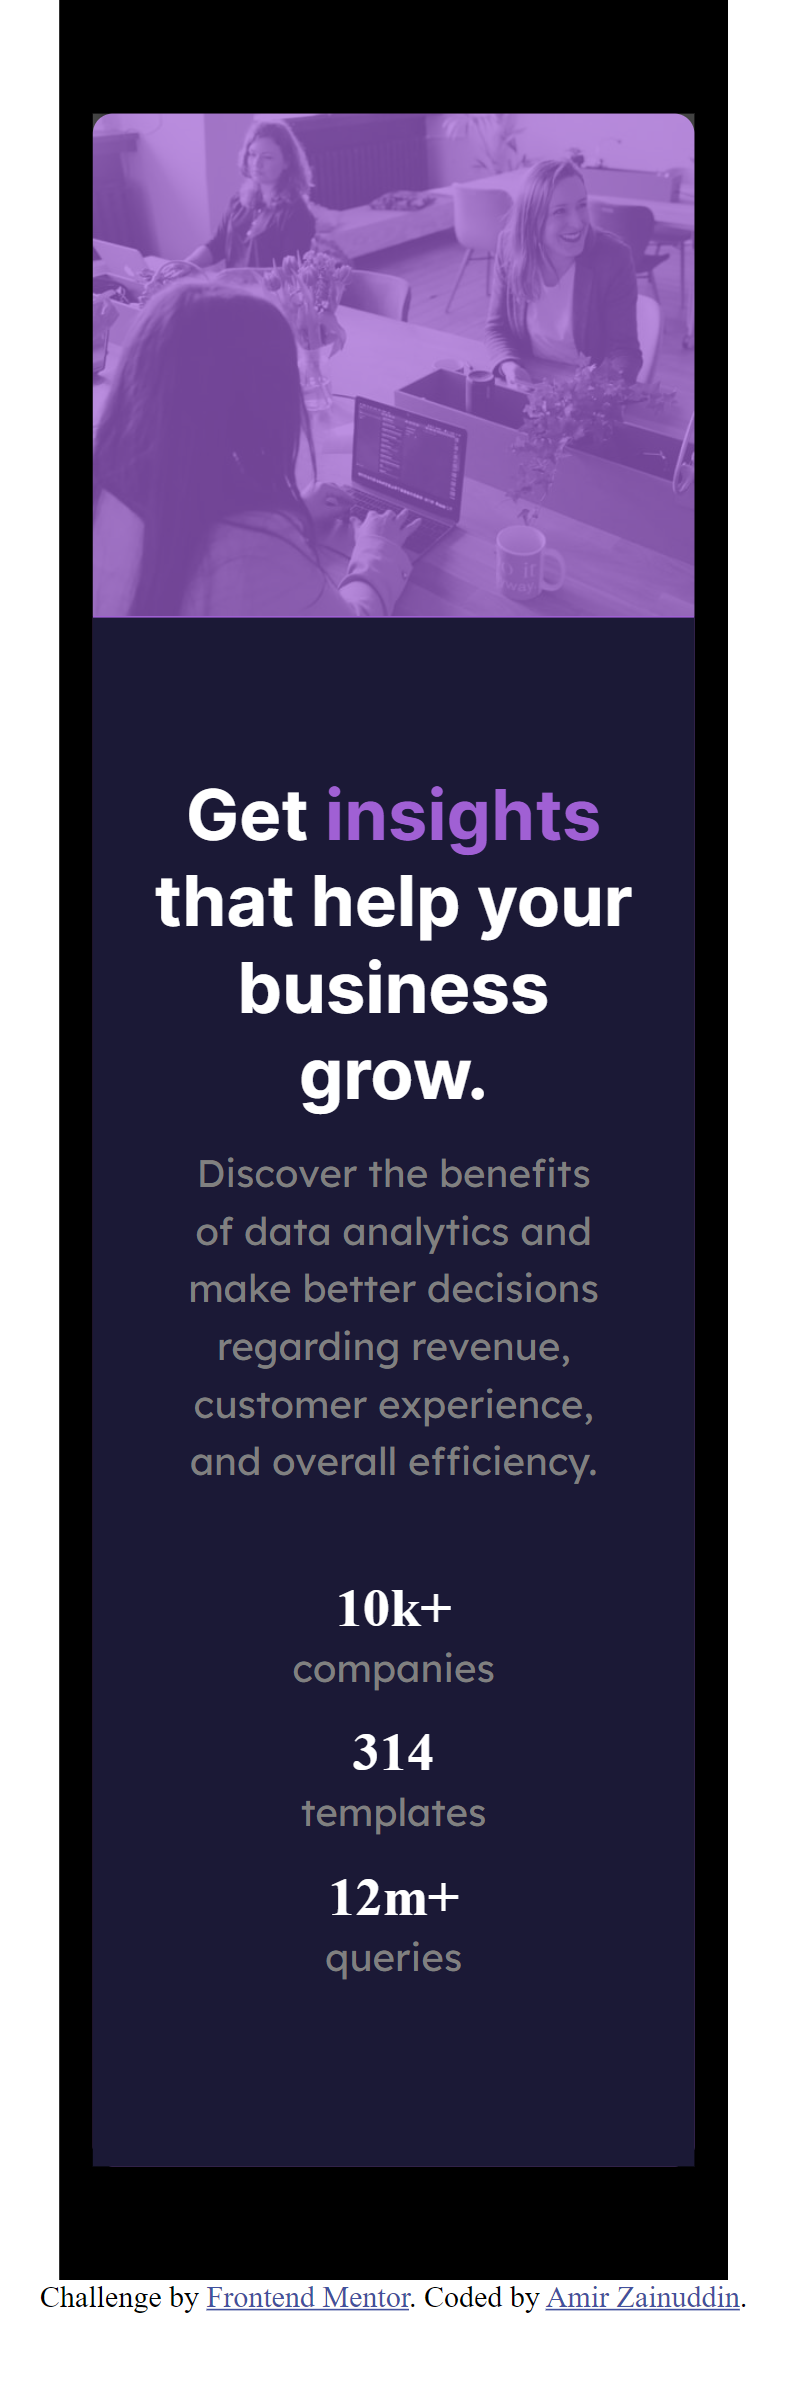 Get insights
that help your
business
grow.
Discover the benefits
of data analytics and
make better decisions
regarding revenue,
customer experience,
and overall efficiency.
10k+
companies
314
templates
12m+
queries
Challenge by Frontend Mentor. Coded by Amir Zainuddin.